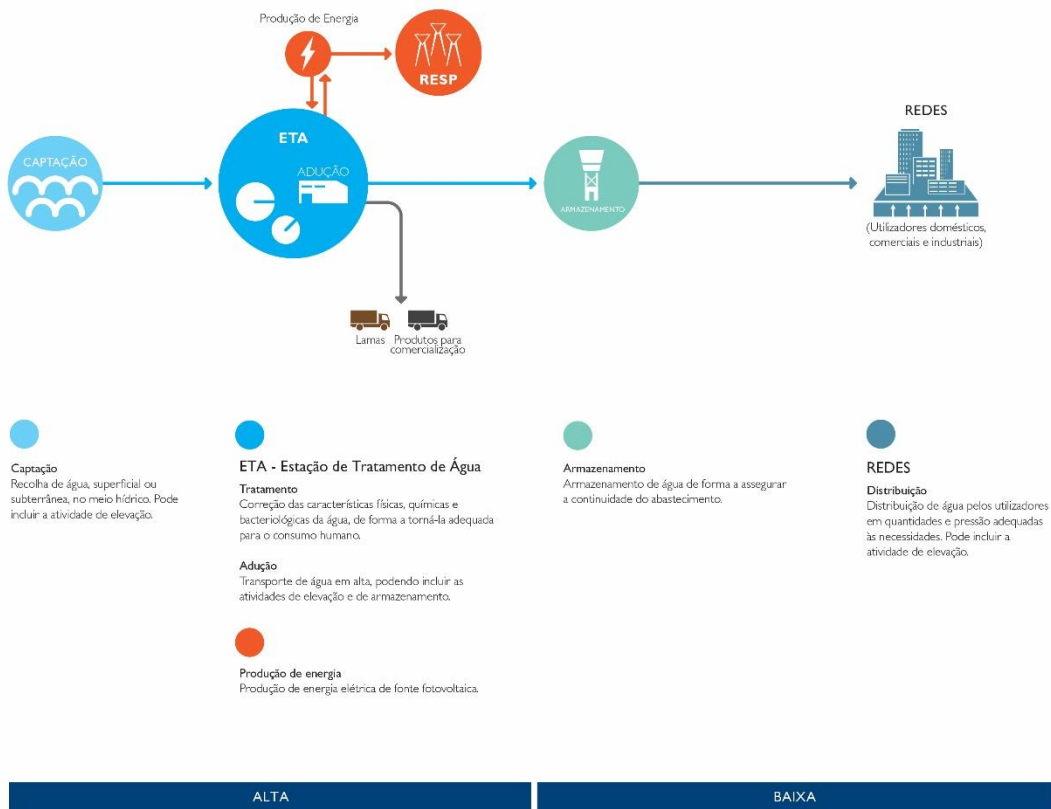 Produção de Energia
RESP
ETA
ADUÇÃO
CAPTAÇÃO
ARMAZENAMENTO
REDES
(Utilizadores domésticos,
comerciais e industriais)
Lamas
Produtos para
comercialização
Captação
Recolha de água, superficial ou
subterrânea, no meio hídrico. Pode
incluir a atividade de elevação.
ETA - Estação de Tratamento de Água
Tratamento
Correção das características físicas, químicas e
bacteriológicas da água, de forma a torná-la adequada
para o consumo humano.
Adução
Transporte de água em alta, podendo incluir as
atividades de elevação e de armazenamento.
Produção de energia
Produção de energia elétrica de fonte fotovoltaica.
Armazenamento
Armazenamento de água de forma a assegurar
a continuidade do abastecimento.
REDES
Distribuição
Distribuição de água pelos utilizadores
em quantidades e pressão adequadas
às necessidades. Pode incluir a
atividade de elevação.
ALTA
BAIXA